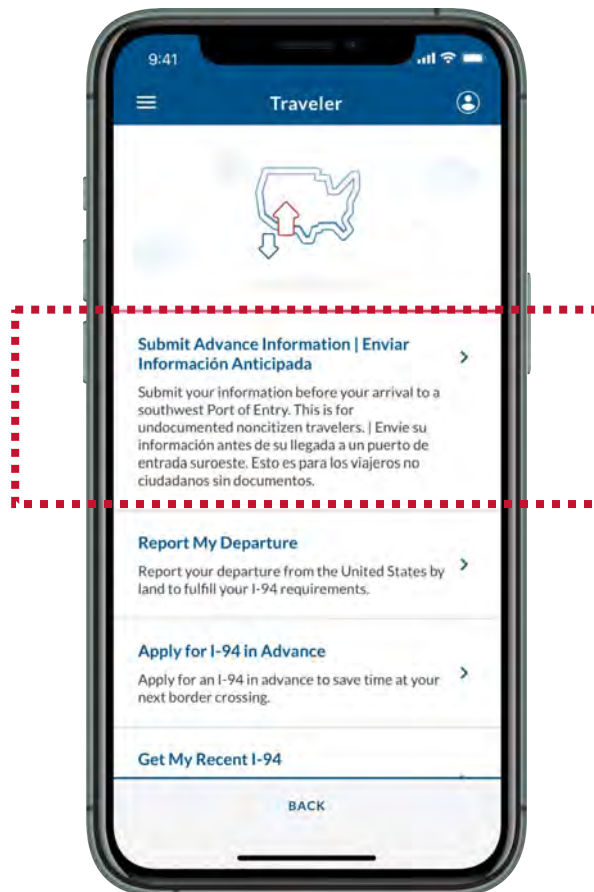 9:41
Traveler
Submit Advance Information | Enviar
Información Anticipada
Submit your information before your arrival to a
southwest Port of Entry. This is for
undocumented noncitizen travelers. | Envíe su
información antes de su llegada a un puerto de
entrada suroeste. Esto es para los viajeros no
ciudadanos sin documentos.
Report My Departure
Report your departure from the United States by
land to fulfill your I-94 requirements.
Apply for I-94 in Advance
Apply for an I-94 in advance to save time at your
next border crossing.
Get My Recent I-94
BACK